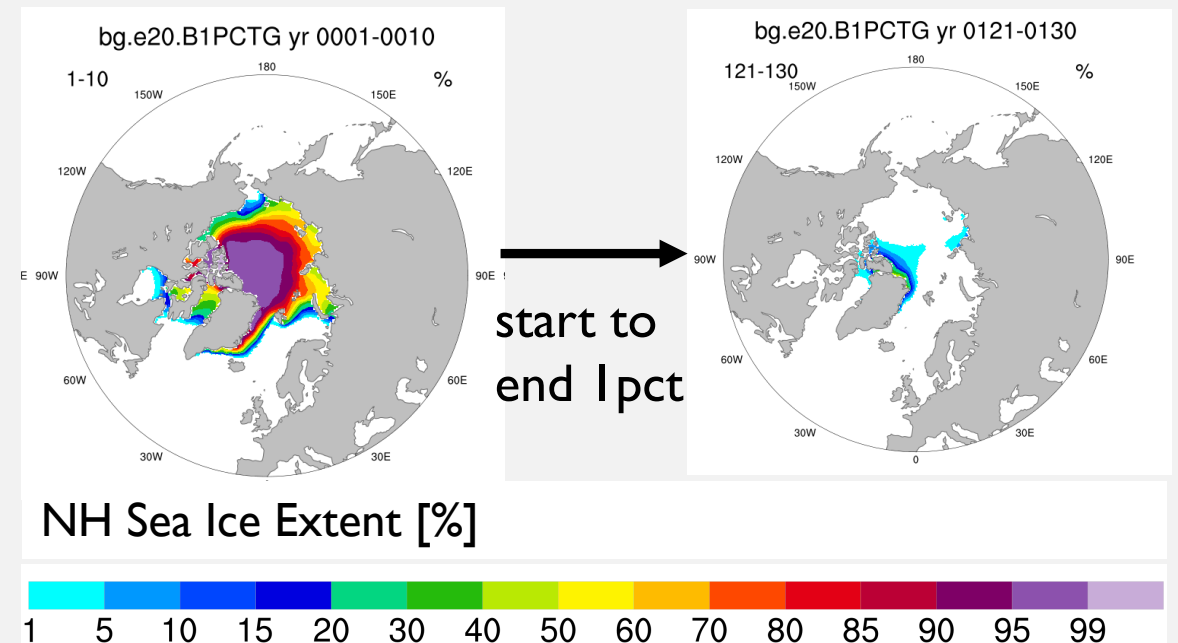 bg.e20.B1PCTG yr 0001-0010
1-10
%
180
150W
150E
120W
120E
E 90W
90E
60W
60E
30W
30E
bg.e20.B1PCTG yr 0121-0130
121-130
%
180
150W
150E
120W
120E
90W
90E
60W
60E
30W
30E
0
start to
end 1pct
NH Sea Ice Extent [%]
1 5 10 15 20 30 40 50 60 70 80 85 90 95 99